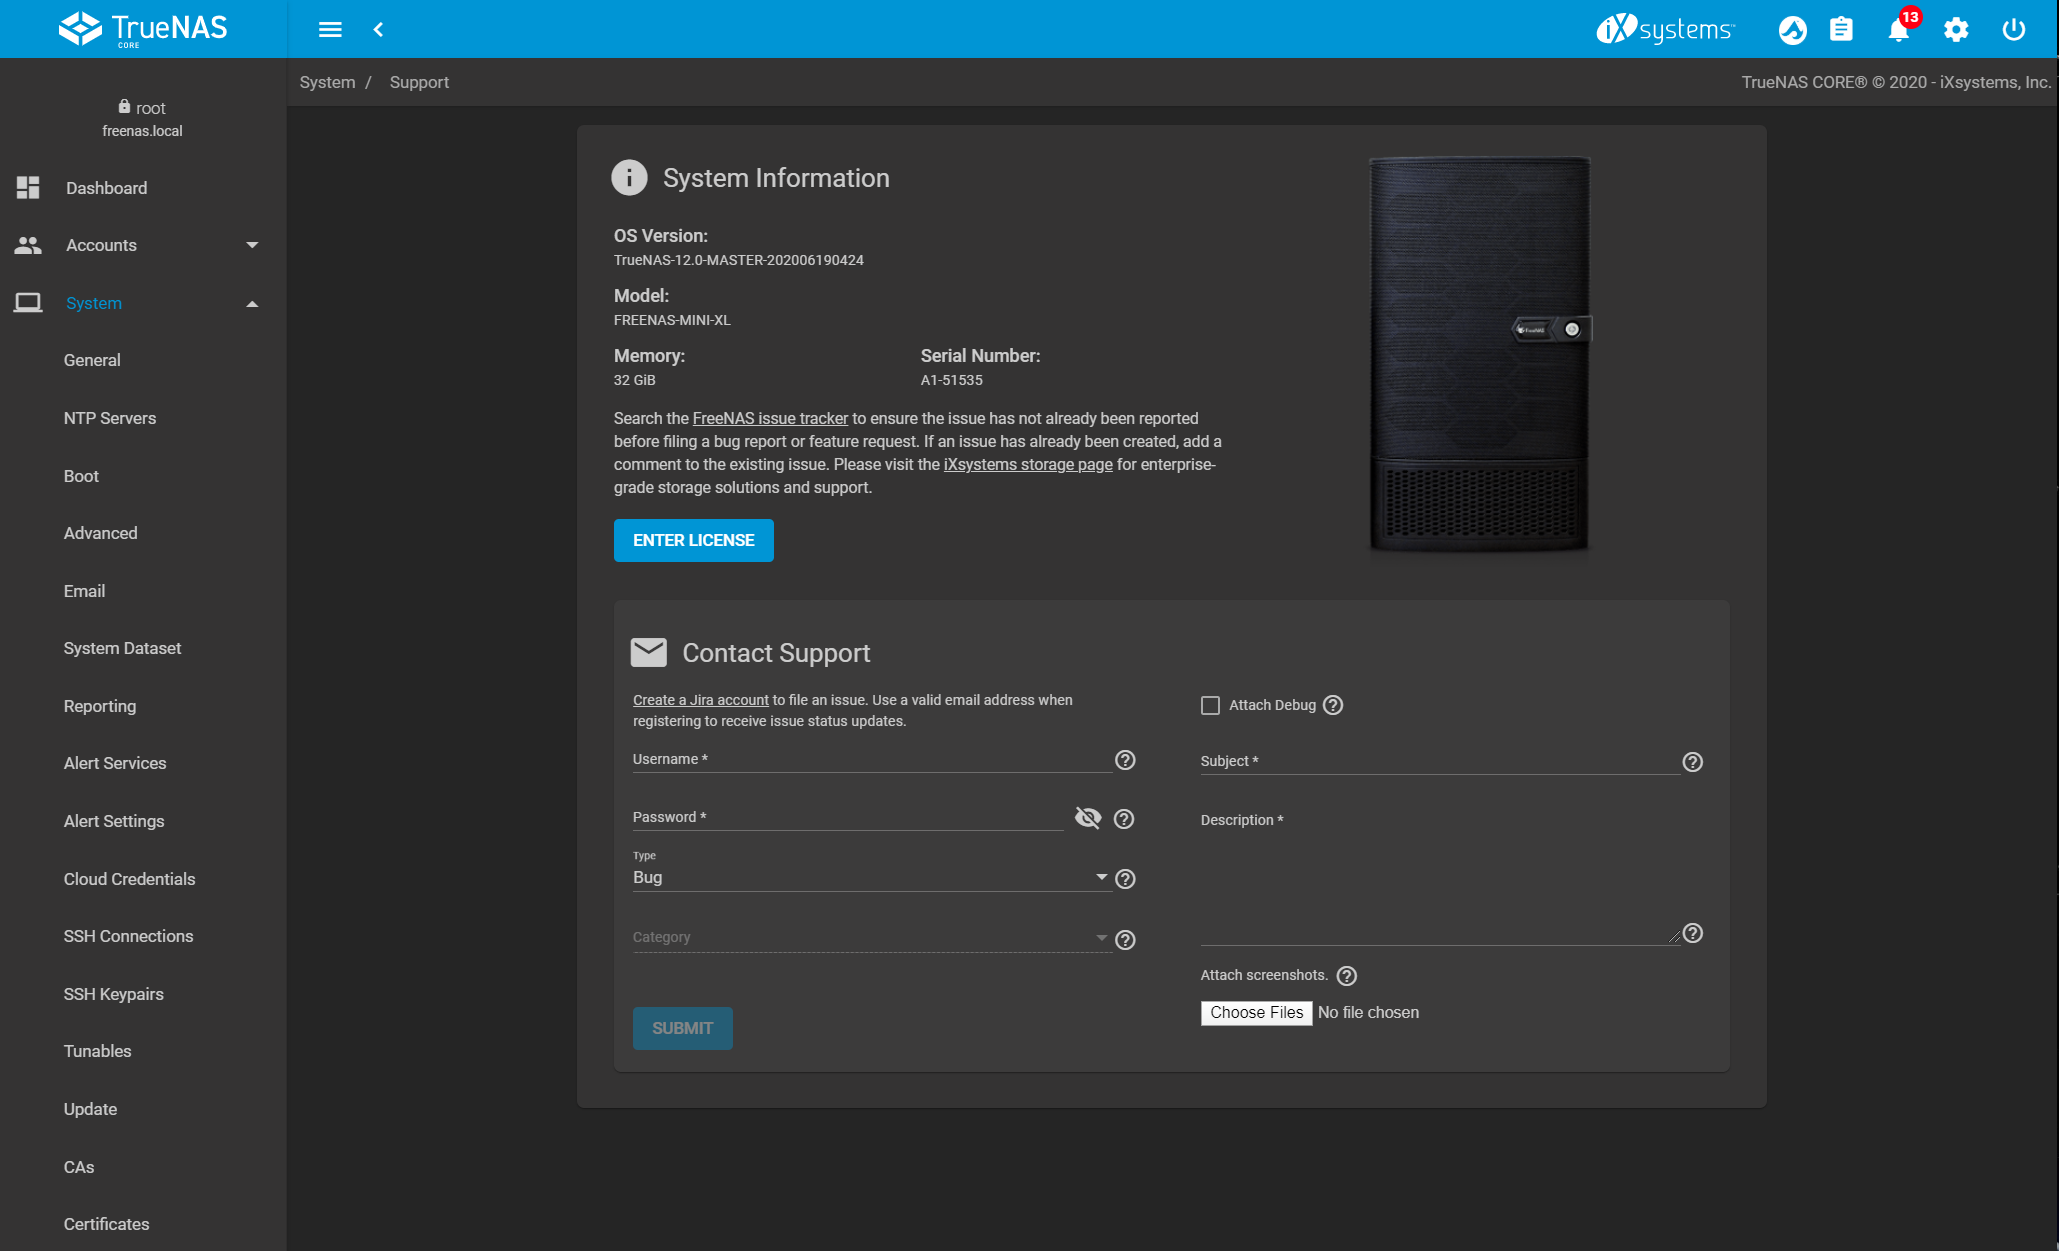 TrueNAS
CORE
iXsystems
13
root
freenas.local
System / Support
TrueNAS CORE® © 2020 - iXsystems, Inc.
Dashboard
Accounts
System
General
NTP Servers
Boot
Advanced
Email
System Dataset
Reporting
Alert Services
Alert Settings
Cloud Credentials
SSH Connections
SSH Keypairs
Tunables
Update
CAs
Certificates
System Information
OS Version:
TrueNAS-12.0-MASTER-202006190424
Model:
FREENAS-MINI-XL
Memory:
32 GiB
Serial Number:
A1-51535
Search the FreeNAS issue tracker to ensure the issue has not already been reported
before filing a bug report or feature request. If an issue has already been created, add a
comment to the existing issue. Please visit the iXsystems storage page for enterprise-
grade storage solutions and support.
ENTER LICENSE
FreeNAS
Contact Support
Create a Jira account to file an issue. Use a valid email address when
registering to receive issue status updates.
Username *
Password *
Type
Bug
Category
SUBMIT
Attach Debug
Subject *
Description *
Attach screenshots.
Choose Files No file chosen